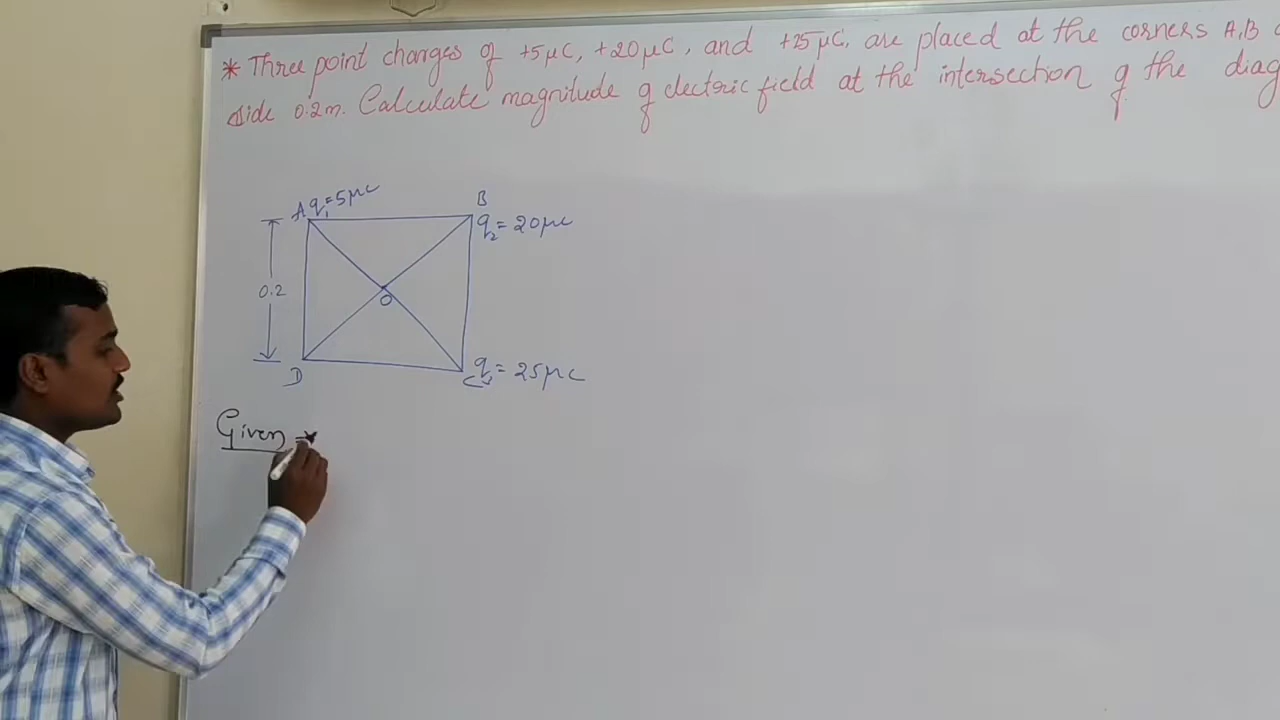 * Three point charges of +5μC, +20μC, and +25μC, are placed at the corners A,B
side 0.2m. Calculate magnitude of electric field at the intersection of the diag
A q₁=5μC
B
q₂ = 20μC
0.2
O
D
C
q₃ = 25μC
Given